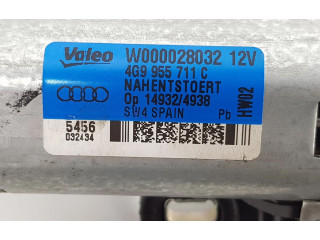 Valeo W000028032 12V
4G9 955 711 C
NAHENTSTOERT
Op 14932/4938
SW4 SPAIN Pb
HW02
5456
032434